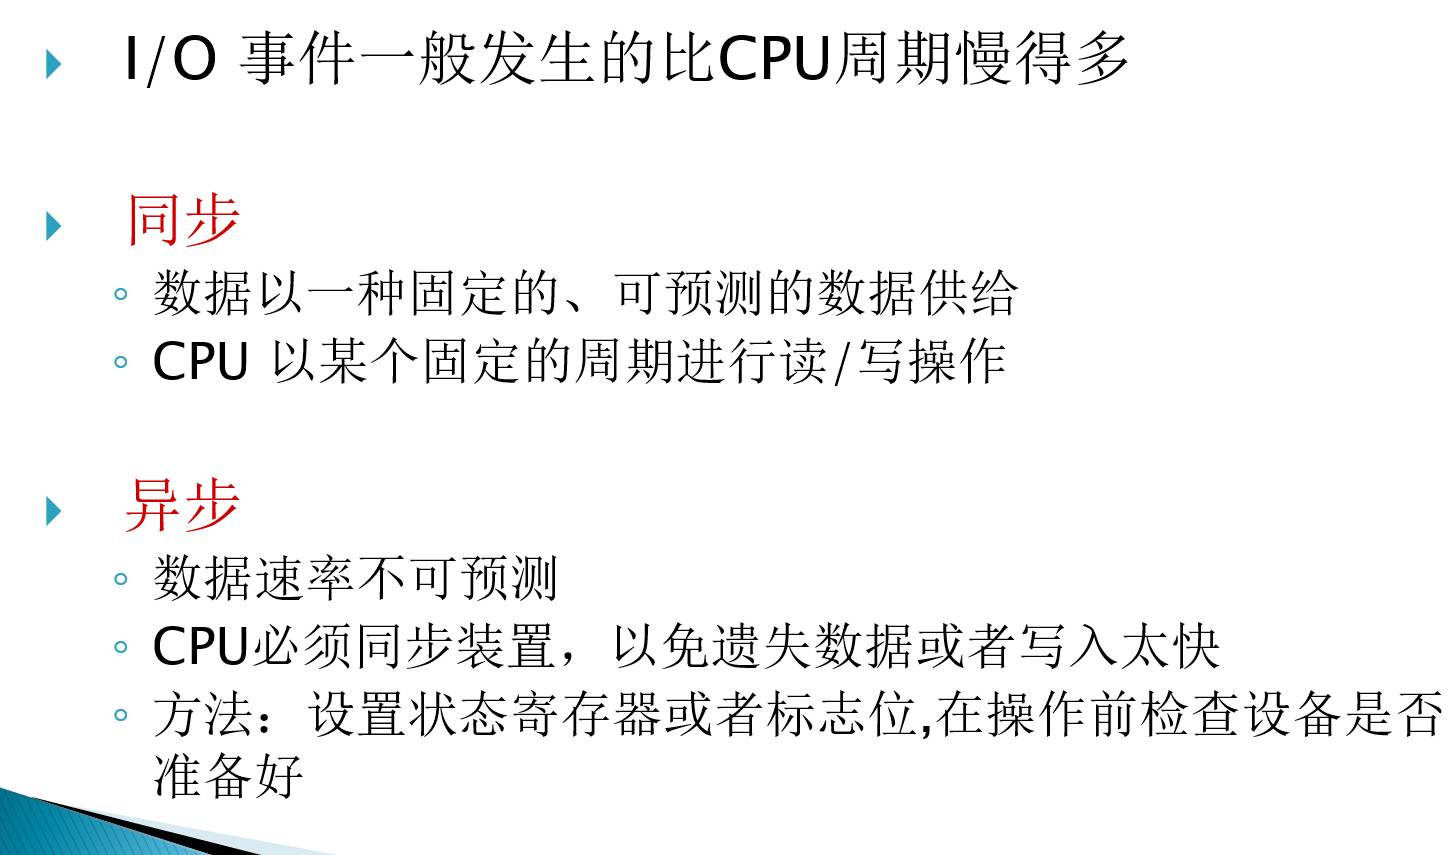 I/O 事件一般发生的比CPU周期慢得多
同步
数据以一种固定的、可预测的数据供给
CPU 以某个固定的周期进行读/写操作
异步
数据速率不可预测
CPU必须同步装置，以免遗失数据或者写入太快
方法：设置状态寄存器或者标志位,在操作前检查设备是否
准备好